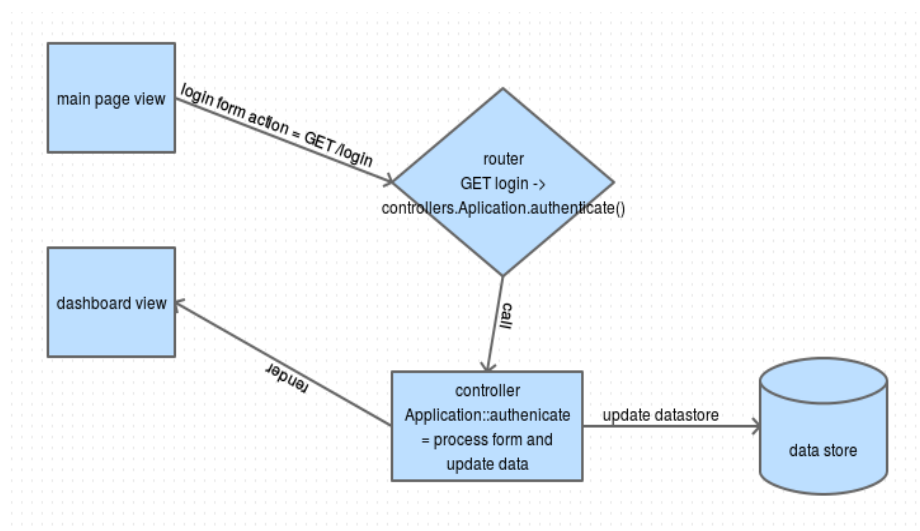 main page view
login form action = GET /login
router
GET login ->
controllers.Aplication.authenticate()
call
dashboard view
render
controller
Application::authenicate
= process form and
update data
update datastore
data store